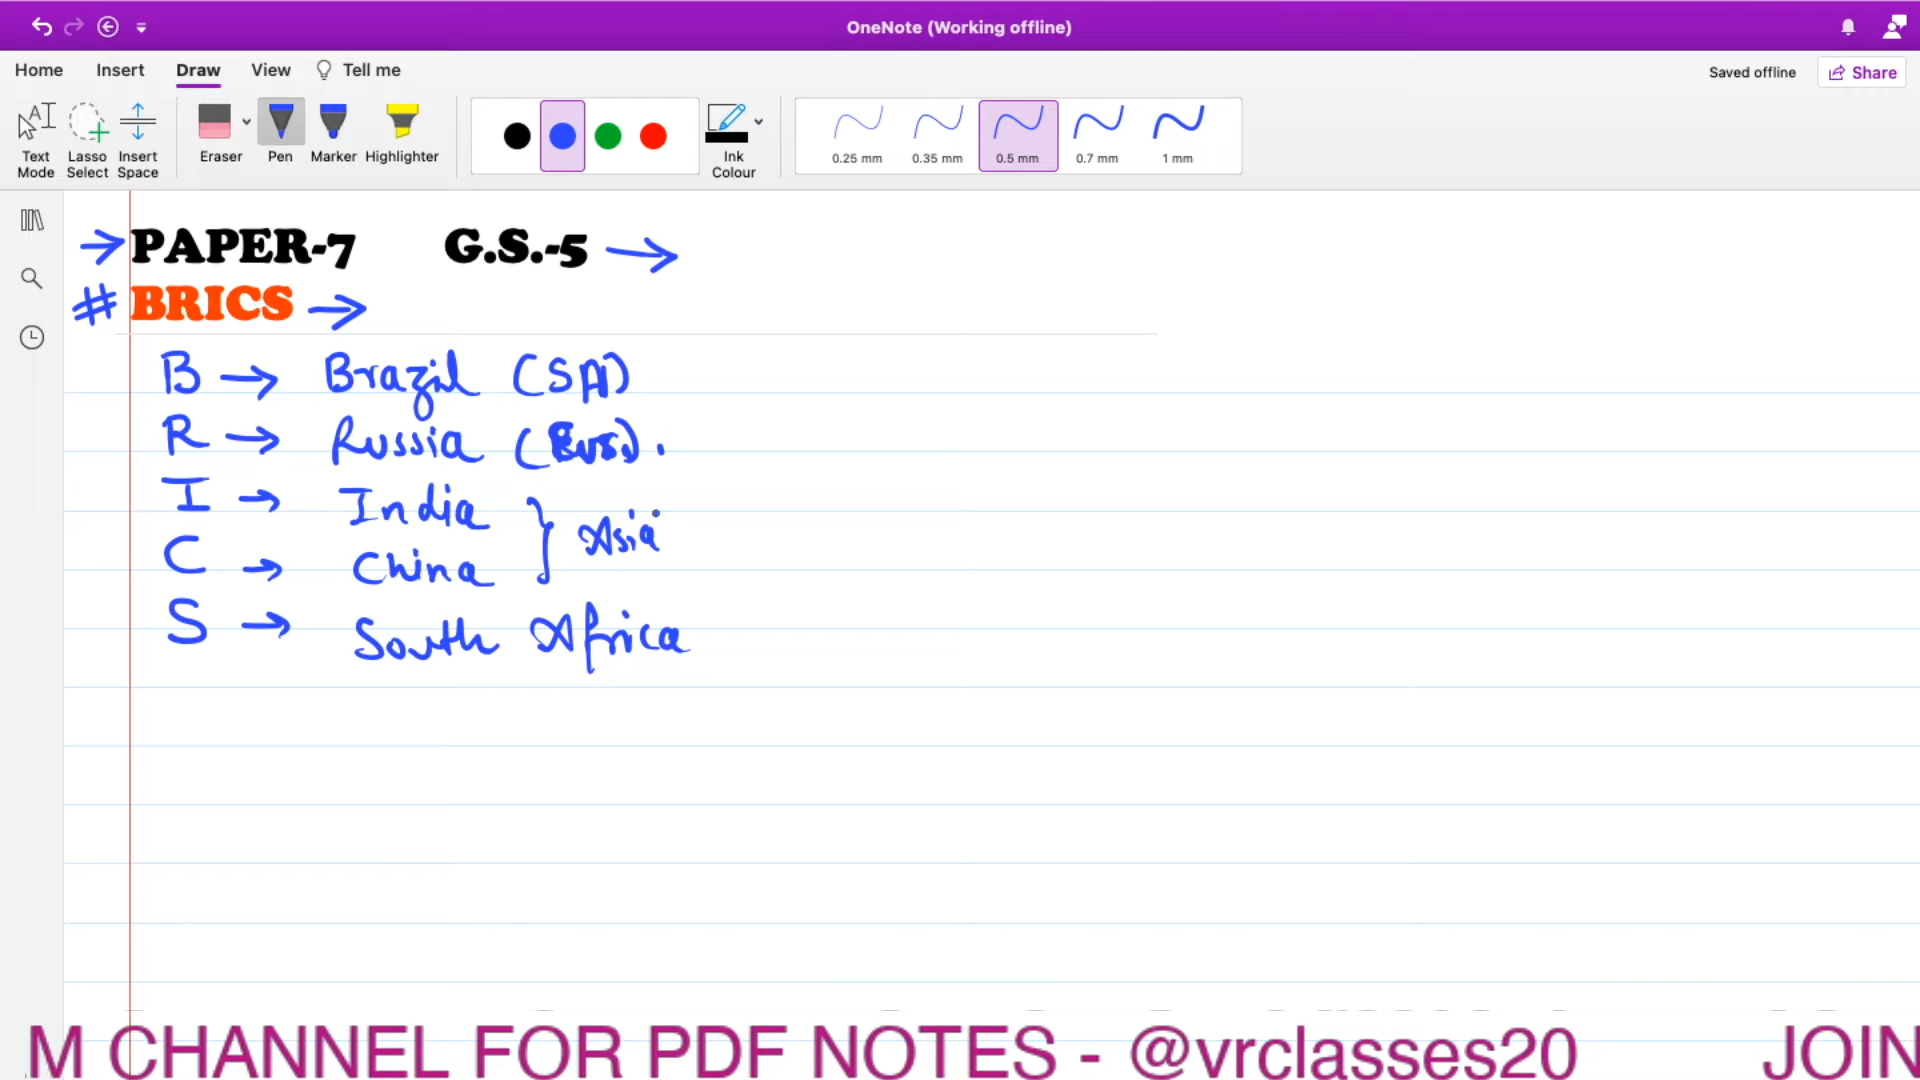 OneNote (Working offline)
Home Insert Draw View Tell me
Saved offline Share
Text Mode Lasso Select Insert Space Eraser Pen Marker Highlighter Ink Colour 0.25 mm 0.35 mm 0.5 mm 0.7 mm 1 mm
→ PAPER-7 G.S.-5 →
# BRICS →
B → Brazil (SA)
R → Russia
I → India
C → China } Asia
S → South Africa
M CHANNEL FOR PDF NOTES - @vrclasses20 JOIN